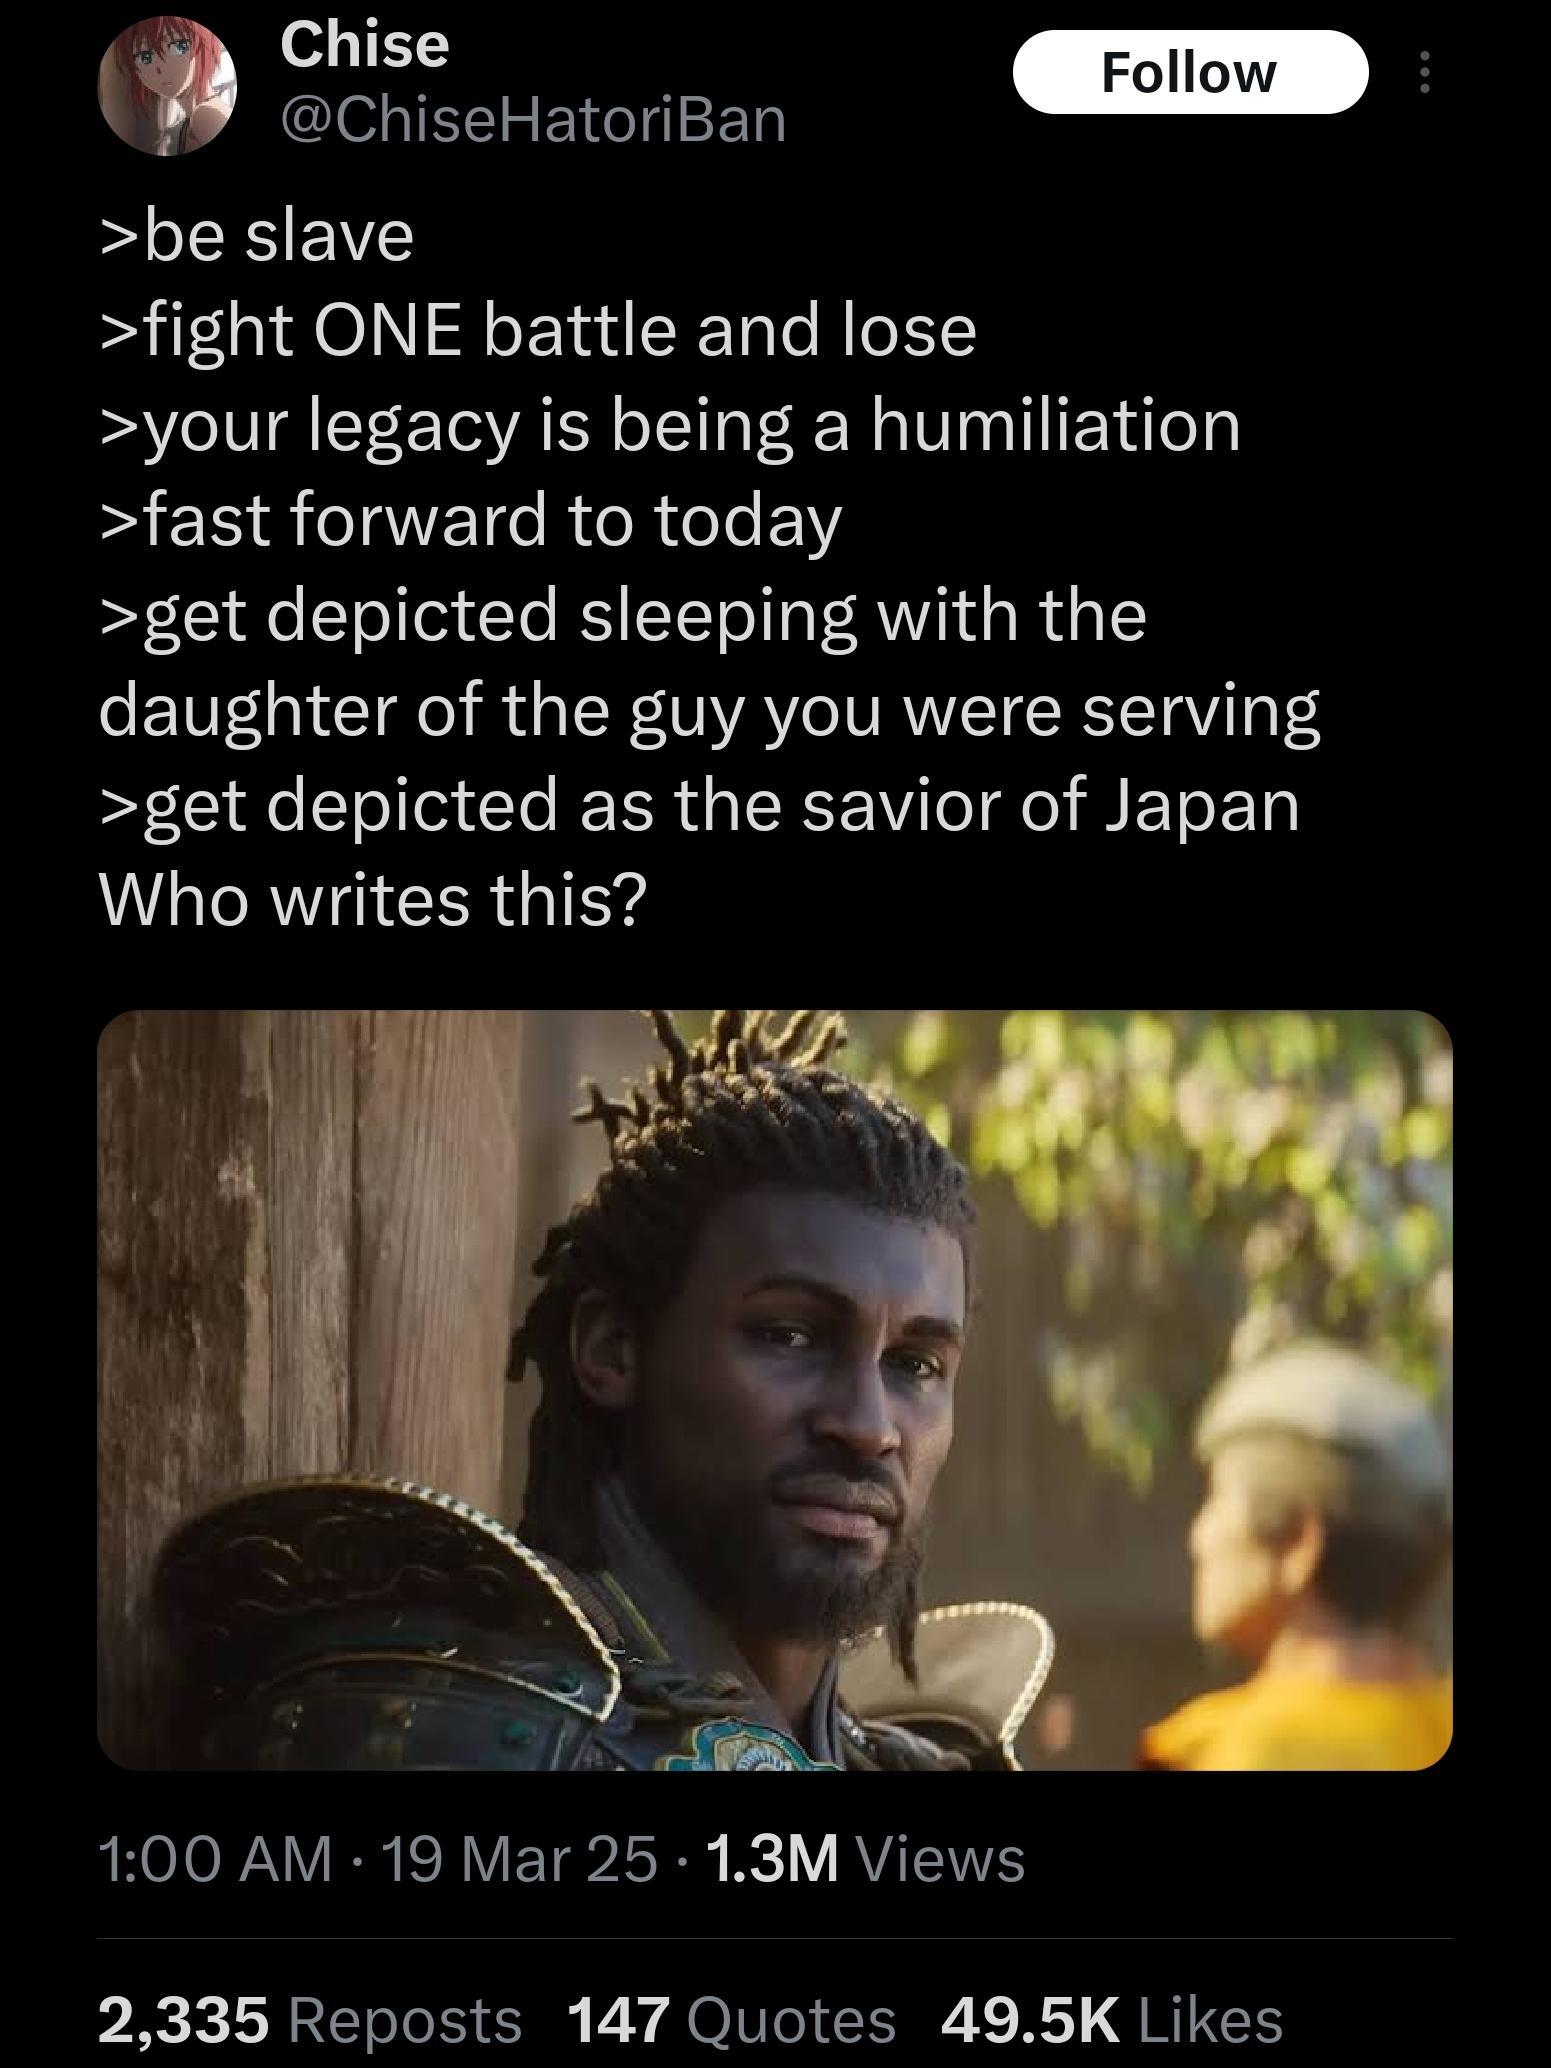 Chise
@ChiseHatoriBan
Follow
>be slave
>fight ONE battle and lose
>your legacy is being a humiliation
>fast forward to today
>get depicted sleeping with the
daughter of the guy you were serving
>get depicted as the savior of Japan
Who writes this?
1:00 AM · 19 Mar 25 · 1.3M Views
2,335 Reposts 147 Quotes 49.5K Likes